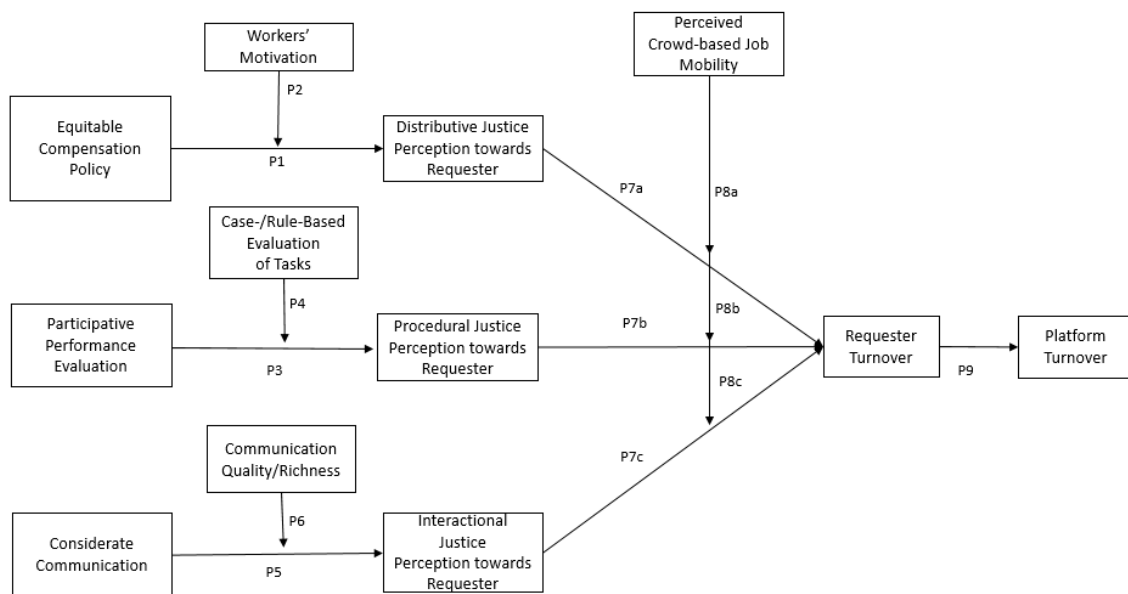 Workers'
Motivation
Perceived
Crowd-based Job
Mobility
P2
Equitable
Compensation
Policy
P1
Distributive Justice
Perception towards
Requester
P7a
P8a
Case-/Rule-Based
Evaluation
of Tasks
P4
Participative
Performance
Evaluation
P3
Procedural Justice
Perception towards
Requester
P7b
P8b
Requester
Turnover
P9
Platform
Turnover
P8c
Communication
Quality/Richness
P6
P7c
Considerate
Communication
P5
Interactional
Justice
Perception towards
Requester